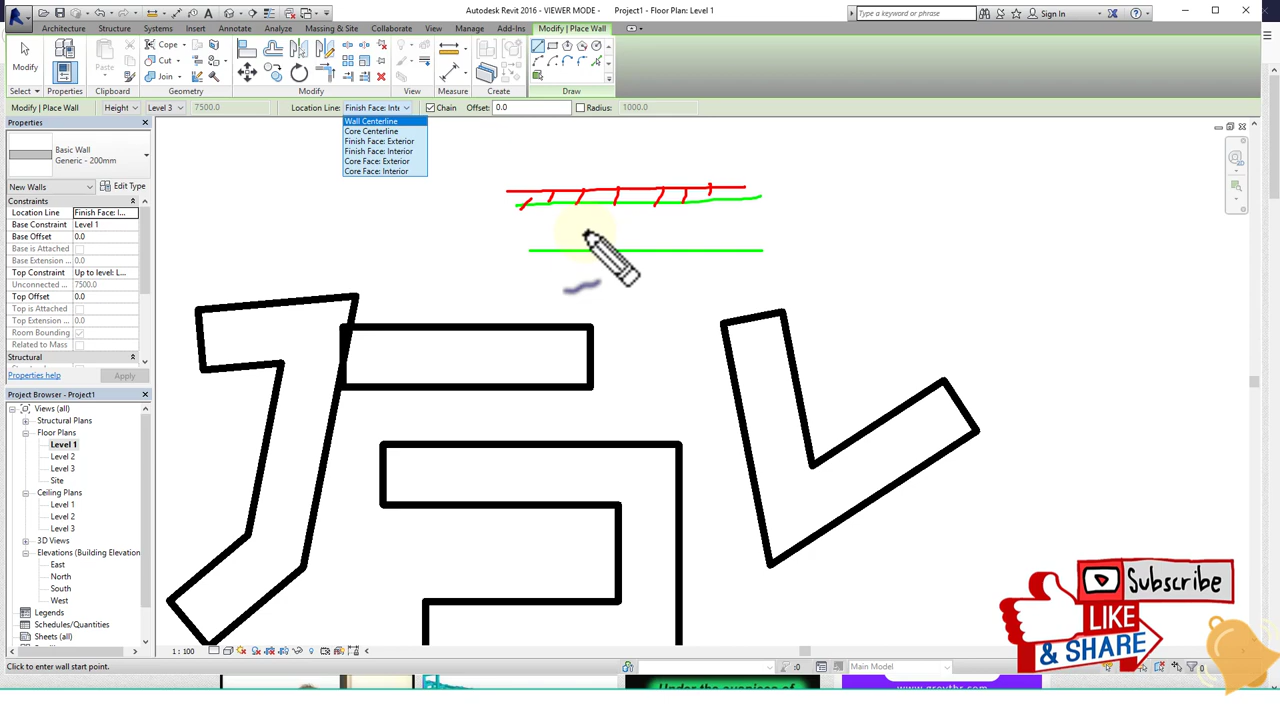 Autodesk Revit 2016 - VIEWER MODE - Project1 - Floor Plan: Level 1
Type a keyword or phrase
Sign In
Architecture Structure Systems Insert Annotate Analyze Massing & Site Collaborate View Manage Add-Ins Modify | Place Wall
Modify Paste Cope Cut Join
Select Properties Clipboard Geometry Modify View Measure Create Draw
Modify | Place Wall Height Level 3 7500.0 Location Line: Finish Face: Inte Chain Offset: 0.0 Radius: 1000.0
Wall Centerline
Core Centerline
Finish Face: Exterior
Finish Face: Interior
Core Face: Exterior
Core Face: Interior
Properties
Basic Wall
Generic - 200mm
New Walls Edit Type
Constraints
Location Line Finish Face: I...
Base Constraint Level 1
Base Offset 0.0
Base is Attached
Base Extension
Top Constraint Up to level: L...
Unconnected 7500.0
Top Offset 0.0
Top is Attached
Top Extension
Room Bounding
Related to Mass
Structural
Properties help Apply
Project Browser - Project1
Views (all)
Structural Plans
Floor Plans
Level 1
Level 2
Level 3
Site
Ceiling Plans
Level 1
Level 2
Level 3
3D Views
Elevations (Building Elevation
East
North
South
West
Legends
Schedules/Quantities
Sheets (all)
1 : 100
Click to enter wall start point.
:0
Main Model
Subscribe
LIKE
& SHARE
Under the auspices of
www.growthr.com